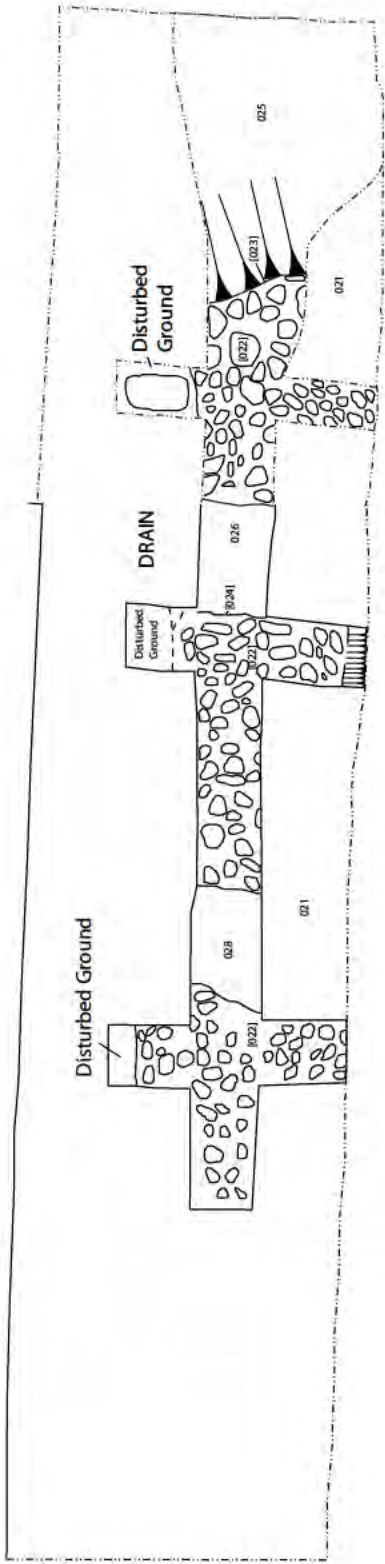 025
[023]
021
Disturbed
Ground
[022]
DRAIN
026
[024]
Disturbed
Ground
[022]
021
028
Disturbed Ground
[022]